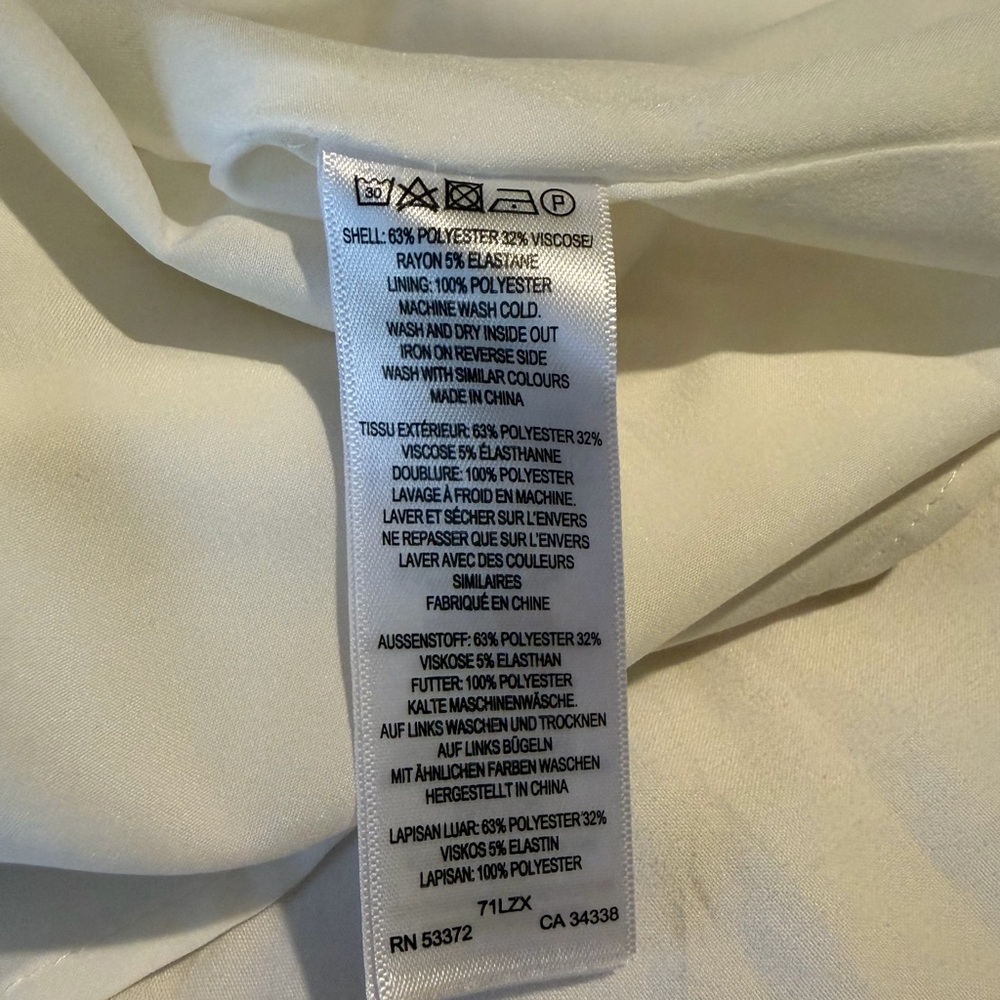 30 P
SHELL: 63% POLYESTER 32% VISCOSE/
RAYON 5% ELASTANE
LINING: 100% POLYESTER
MACHINE WASH COLD.
WASH AND DRY INSIDE OUT
IRON ON REVERSE SIDE
WASH WITH SIMILAR COLOURS
MADE IN CHINA
TISSU EXTÉRIEUR: 63% POLYESTER 32%
VISCOSE 5% ÉLASTHANNE
DOUBLURE: 100% POLYESTER
LAVAGE À FROID EN MACHINE.
LAVER ET SÉCHER SUR L'ENVERS
NE REPASSER QUE SUR L'ENVERS
LAVER AVEC DES COULEURS
SIMILAIRES
FABRIQUÉ EN CHINE
AUSSENSTOFF: 63% POLYESTER 32%
VISKOSE 5% ELASTHAN
FUTTER: 100% POLYESTER
KALTE MASCHINENWÄSCHE.
AUF LINKS WASCHEN UND TROCKNEN
AUF LINKS BÜGELN
MIT ÄHNLICHEN FARBEN WASCHEN
HERGESTELLT IN CHINA
LAPISAN LUAR: 63% POLYESTER 32%
VISKOS 5% ELASTIN
LAPISAN: 100% POLYESTER
71LZX
RN 53372 CA 34338